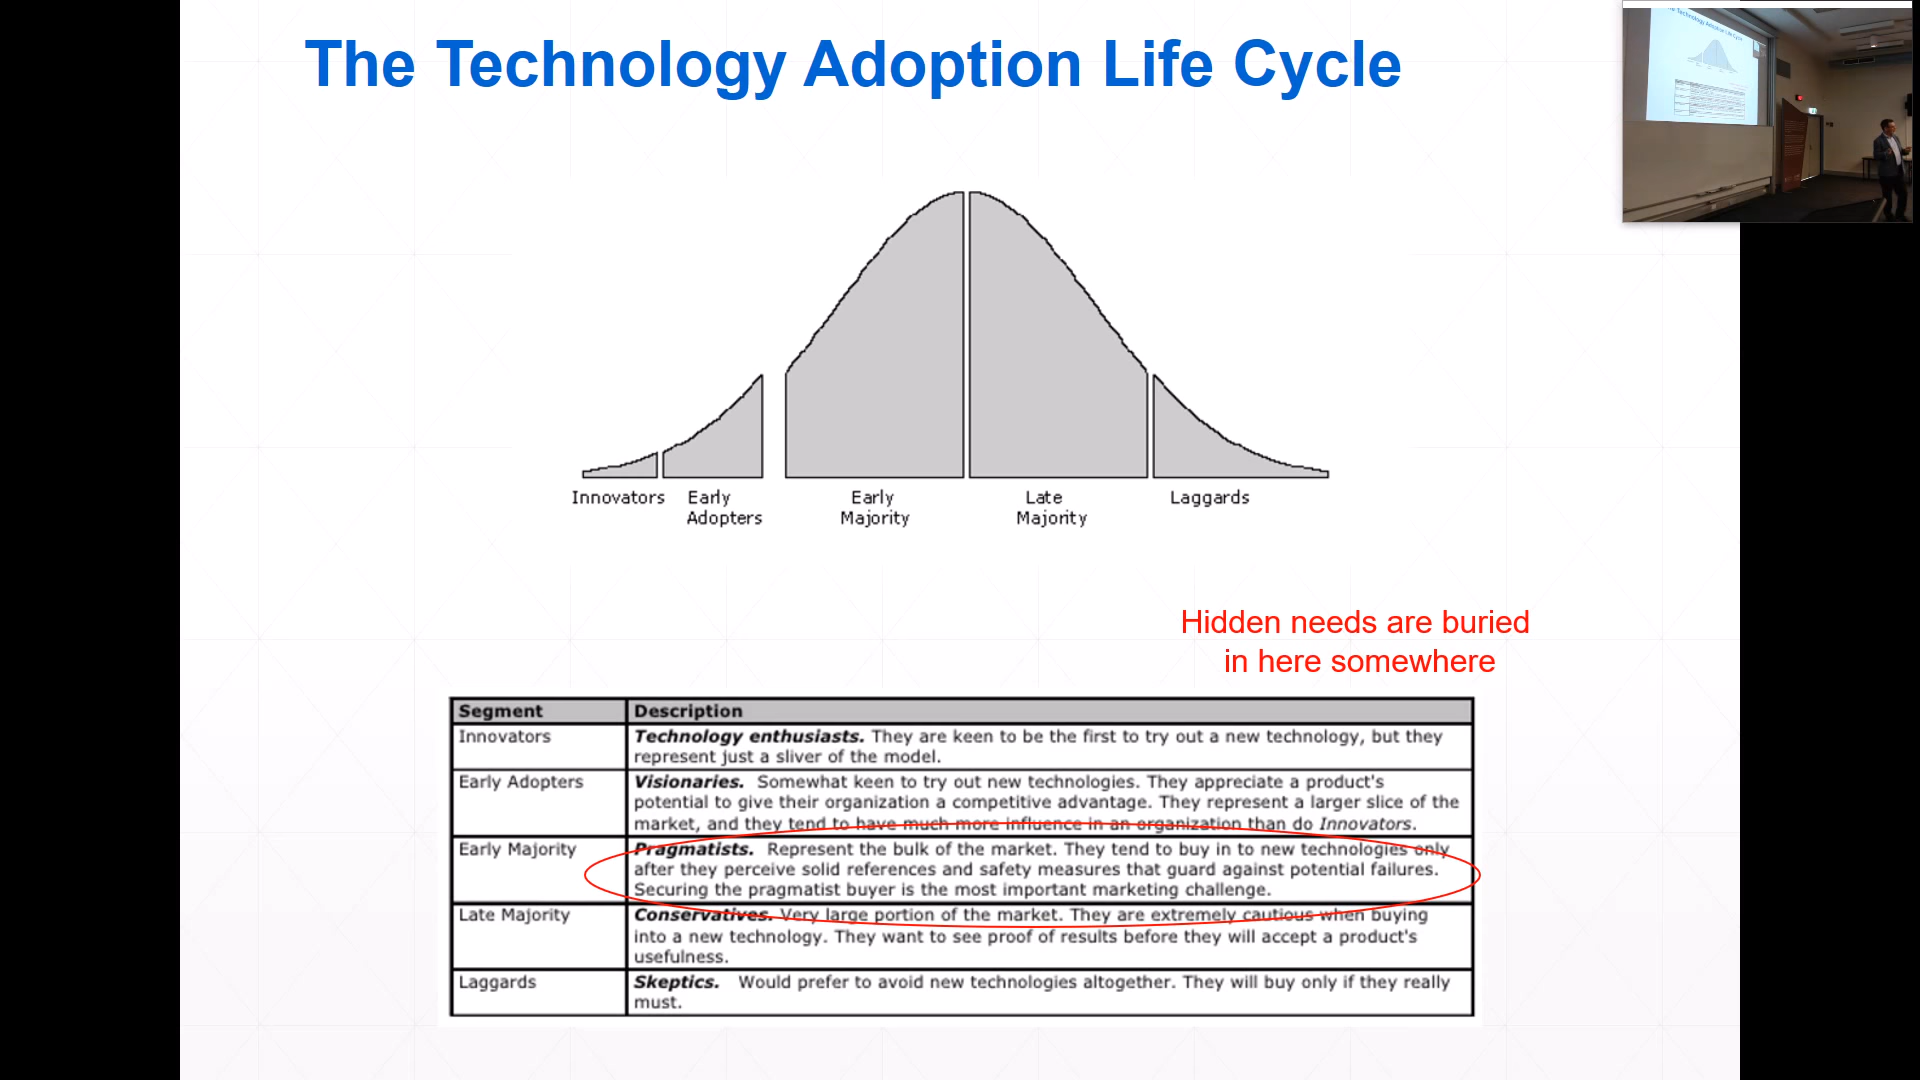 The Technology Adoption Life Cycle
Innovators
Early
Adopters
Early
Majority
Late
Majority
Laggards
Hidden needs are buried
in here somewhere
Segment Description
Innovators Technology enthusiasts. They are keen to be the first to try out a new technology, but they
represent just a sliver of the model.
Early Adopters Visionaries. Somewhat keen to try out new technologies. They appreciate a product's
potential to give their organization a competitive advantage. They represent a larger slice of the
market, and they tend to have much more influence in an organization than do Innovators.
Early Majority Pragmatists. Represent the bulk of the market. They tend to buy in to new technologies only
after they perceive solid references and safety measures that guard against potential failures.
Securing the pragmatist buyer is the most important marketing challenge.
Late Majority Conservatives. Very large portion of the market. They are extremely cautious when buying
into a new technology. They want to see proof of results before they will accept a product's
usefulness.
Laggards Skeptics. Would prefer to avoid new technologies altogether. They will buy only if they really
must.